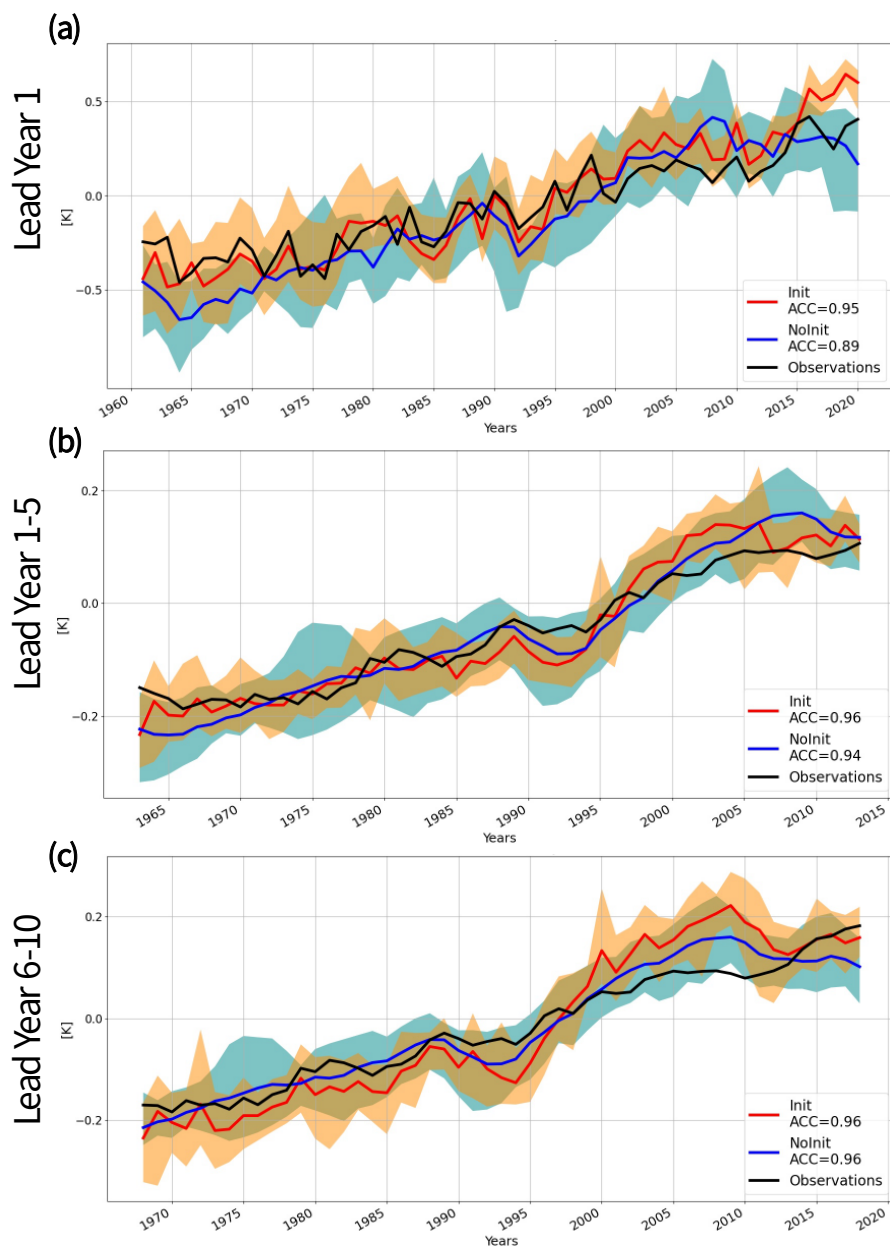 (a)
Lead Year 1
0.5
0.0
−0.5
[K]
Init
ACC=0.95
NoInit
ACC=0.89
Observations
1960
1965
1970
1975
1980
1985
1990
1995
2000
2005
2010
2015
2020
Years
(b)
Lead Year 1-5
0.2
0.0
−0.2
[K]
Init
ACC=0.96
NoInit
ACC=0.94
Observations
1965
1970
1975
1980
1985
1990
1995
2000
2005
2010
2015
Years
(c)
Lead Year 6-10
0.2
0.0
−0.2
[K]
Init
ACC=0.96
NoInit
ACC=0.96
Observations
1970
1975
1980
1985
1990
1995
2000
2005
2010
2015
2020
Years